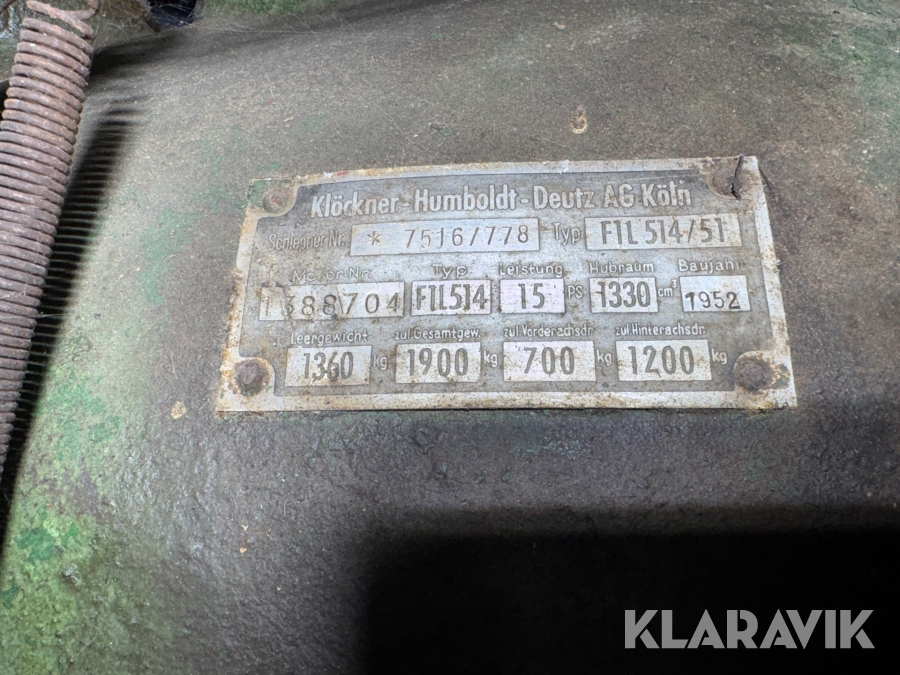 Klöckner-Humboldt-Deutz AG Köln
Schlepper Nr. * 7516/778 Typ F1L 514/51
Motor-Nr. Typ Leistung Hubraum Baujahr
1388704 F1L514 15 PS 1330 cm³ 1952
Leergewicht zul.Gesamtgew. zul.Vorderachsdr. zul.Hinterachsdr.
1360 kg 1900 kg 700 kg 1200 kg
KLARAVIK